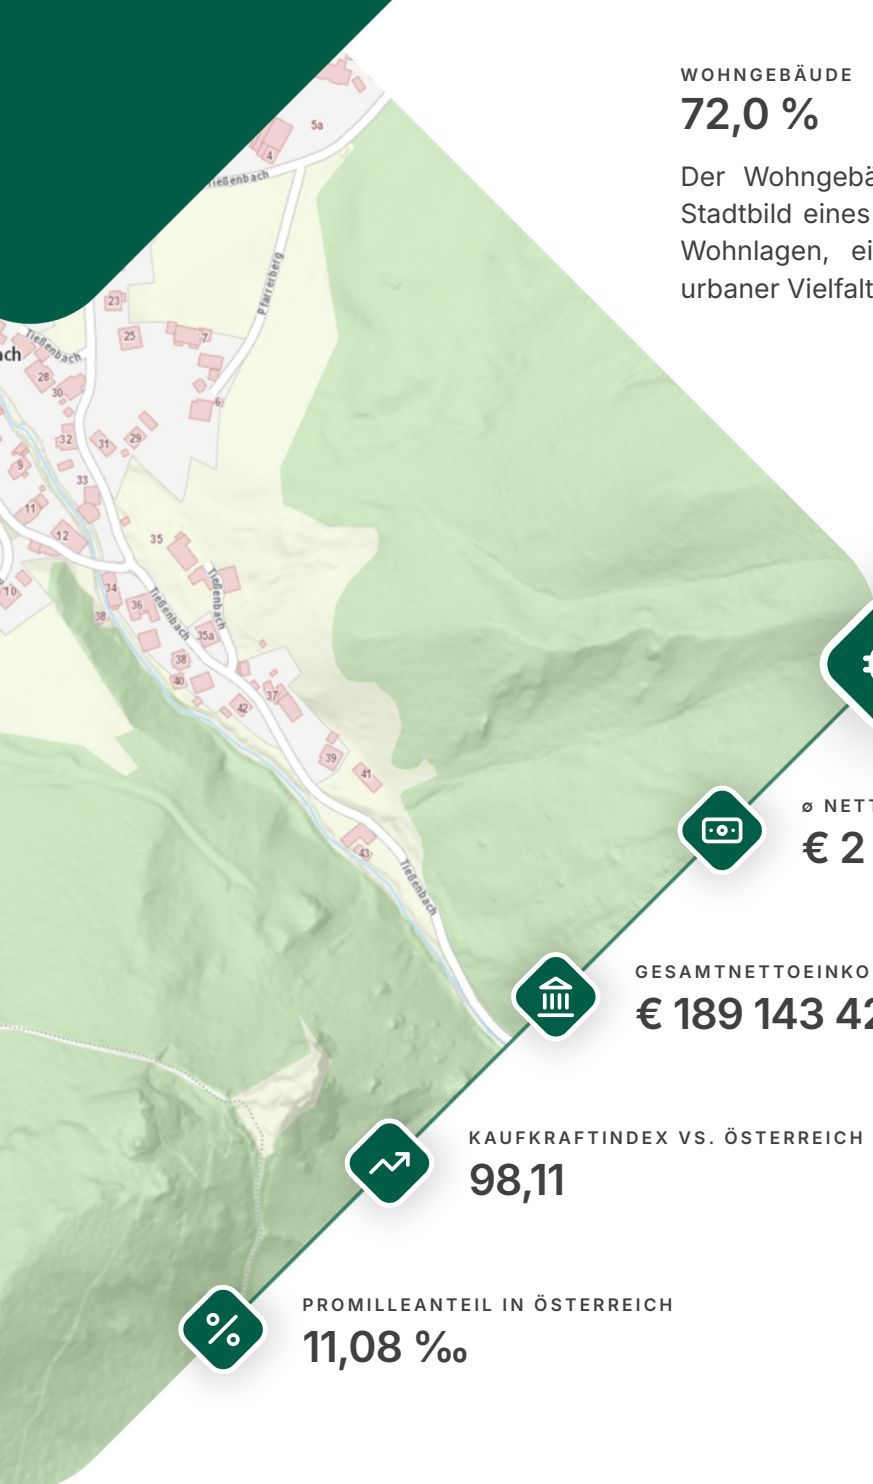 WOHNGEBÄUDE
72,0 %
Der Wohngebä
Stadtbild eines
Wohnlagen, ei
urbaner Vielfalt
5a
4
Tießenbach
Pfarrerberg
23
25
7
Tießenbach
ach
28
30
6
32
31
29
9
33
11
12
35
10
34
36
38
Tießenbach
Tießenbach
35a
38
40
37
42
39
41
43
Tießenbach
ø NETT
€ 2
GESAMTNETTOEINKO
€ 189 143 42
KAUFKRAFTINDEX VS. ÖSTERREICH
98,11
PROMILLEANTEIL IN ÖSTERREICH
11,08 ‰